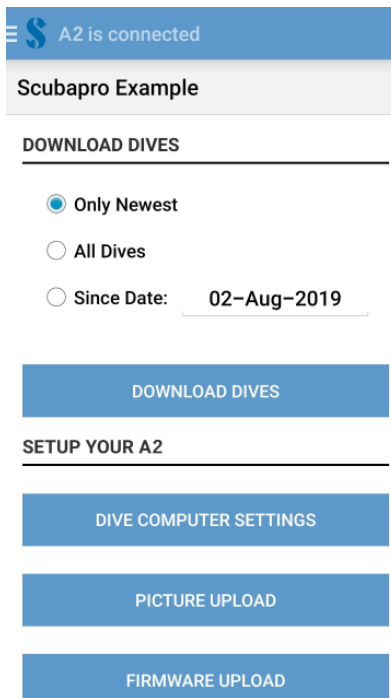 A2 is connected
Scubapro Example
DOWNLOAD DIVES
Only Newest
All Dives
Since Date: 02-Aug-2019
DOWNLOAD DIVES
SETUP YOUR A2
DIVE COMPUTER SETTINGS
PICTURE UPLOAD
FIRMWARE UPLOAD